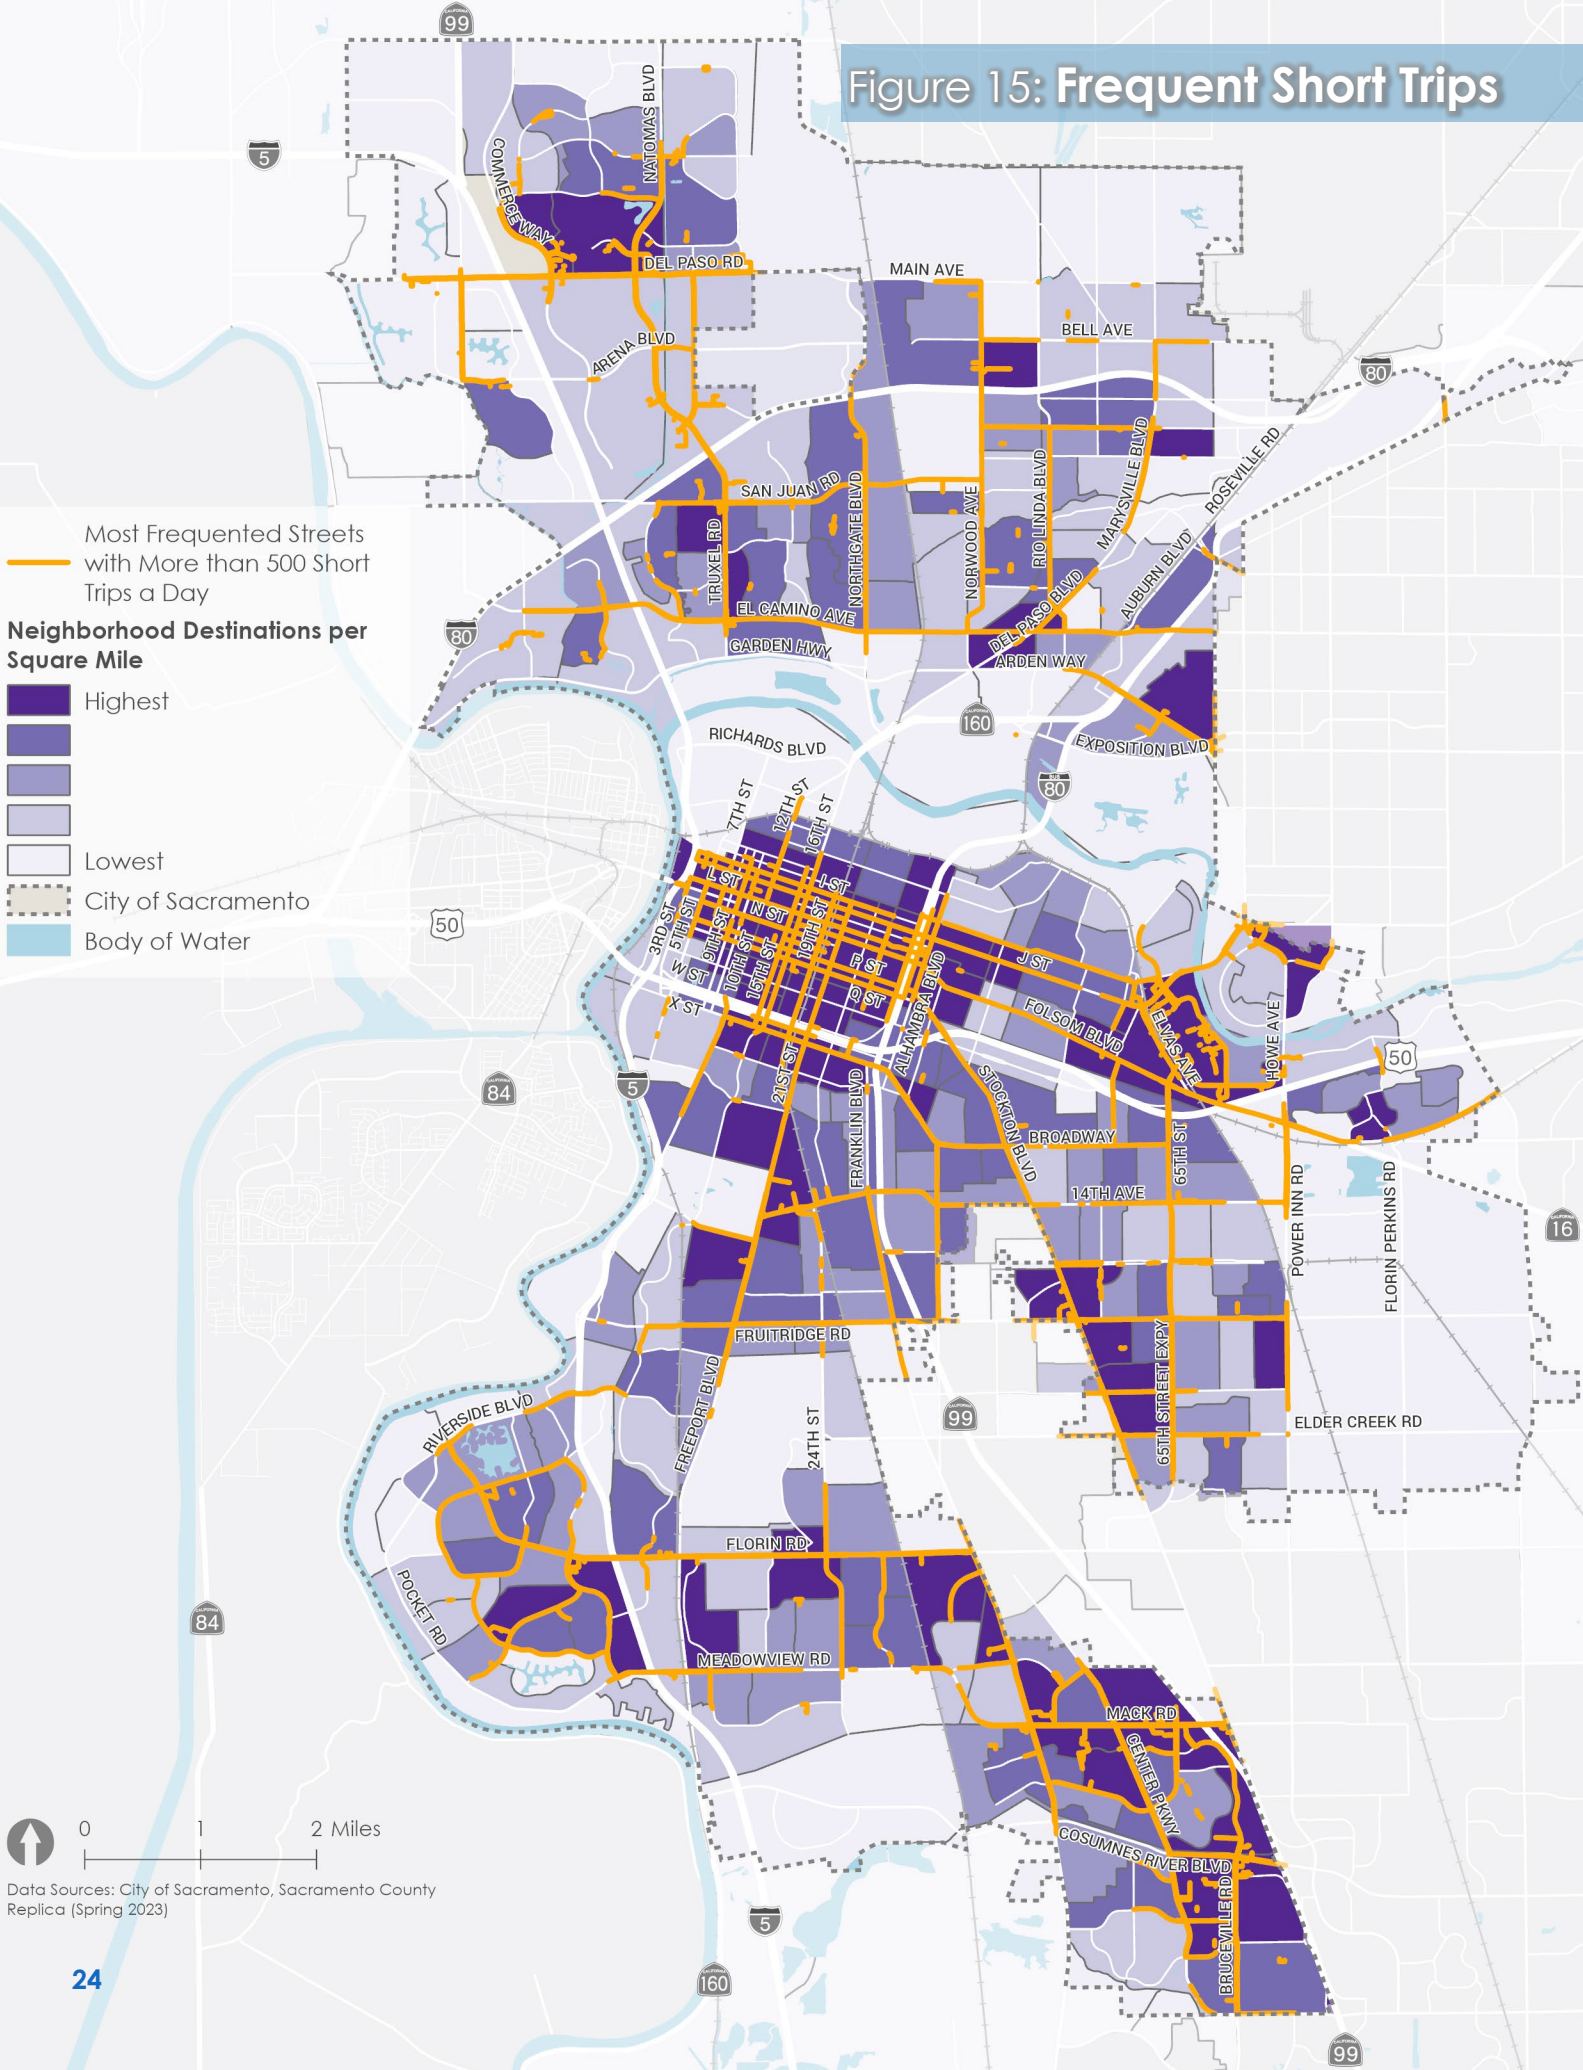 Figure 15: Frequent Short Trips
CALIFORNIA
99
5
COMMERCE WAY
NATOMAS BLVD
DEL PASO RD
ARENA BLVD
MAIN AVE
BELL AVE
80
Most Frequented Streets
with More than 500 Short
Trips a Day
Neighborhood Destinations per
Square Mile
Highest
Lowest
City of Sacramento
Body of Water
SAN JUAN RD
TRUXEL RD
NORTHGATE BLVD
NORWOOD AVE
RIO LINDA BLVD
MARYSVILLE BLVD
ROSEVILLE RD
AUBURN BLVD
EL CAMINO AVE
DEL PASO BLVD
80
GARDEN HWY
ARDEN WAY
CALIFORNIA
160
RICHARDS BLVD
EXPOSITION BLVD
BUS
80
7TH ST
12TH ST
16TH ST
L ST
I ST
N ST
3RD ST
5TH ST
9TH ST
10TH ST
15TH ST
19TH ST
P ST
Q ST
W ST
X ST
J ST
50
ALHAMBRA BLVD
FOLSOM BLVD
ELVAS AVE
HOWE AVE
50
CALIFORNIA
84
5
21ST ST
FRANKLIN BLVD
STOCKTON BLVD
BROADWAY
65TH ST
14TH AVE
POWER INN RD
FLORIN PERKINS RD
CALIFORNIA
16
FRUITRIDGE RD
65TH STREET EXPY
FREEPORT BLVD
RIVERSIDE BLVD
24TH ST
CALIFORNIA
99
ELDER CREEK RD
FLORIN RD
POCKET RD
CALIFORNIA
84
MEADOWVIEW RD
MACK RD
CENTER PKWY
COSUMNES RIVER BLVD
BRUCEVILLE RD
0 1 2 Miles
Data Sources: City of Sacramento, Sacramento County
Replica (Spring 2023)
5
24
CALIFORNIA
160
CALIFORNIA
99